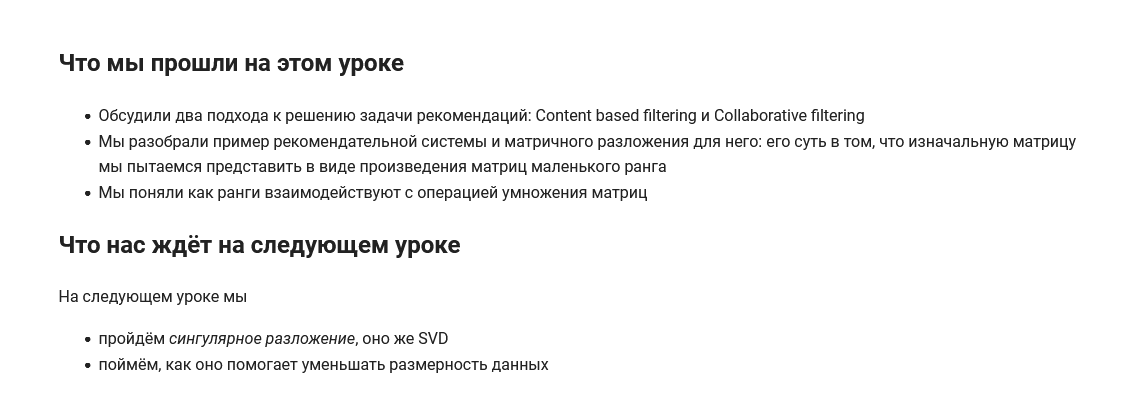 Что мы прошли на этом уроке
• Обсудили два подхода к решению задачи рекомендаций: Content based filtering и Collaborative filtering
• Мы разобрали пример рекомендательной системы и матричного разложения для него: его суть в том, что изначальную матрицу
мы пытаемся представить в виде произведения матриц маленького ранга
• Мы поняли как ранги взаимодействуют с операцией умножения матриц
Что нас ждёт на следующем уроке
На следующем уроке мы
• пройдём сингулярное разложение, оно же SVD
• поймём, как оно помогает уменьшать размерность данных